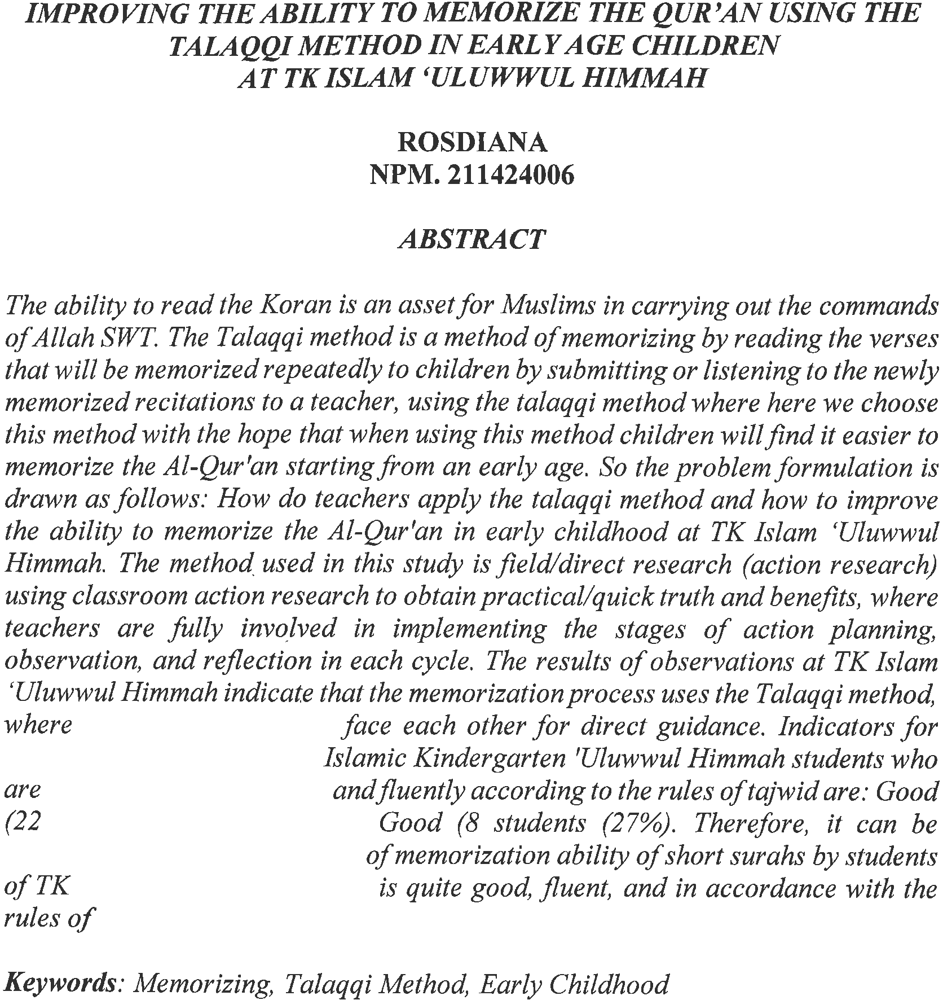 IMPROVING THE ABILITY TO MEMORIZE THE QUR’AN USING THE
TALAQQI METHOD IN EARLY AGE CHILDREN
AT TK ISLAM ‘ULUWWUL HIMMAH
ROSDIANA
NPM. 211424006
ABSTRACT
The ability to read the Koran is an asset for Muslims in carrying out the commands
of Allah SWT. The Talaqqi method is a method of memorizing by reading the verses
that will be memorized repeatedly to children by submitting or listening to the newly
memorized recitations to a teacher, using the talaqqi method where here we choose
this method with the hope that when using this method children will find it easier to
memorize the Al-Qur'an starting from an early age. So the problem formulation is
drawn as follows: How do teachers apply the talaqqi method and how to improve
the ability to memorize the Al-Qur'an in early childhood at TK Islam ‘Uluwwul
Himmah. The method used in this study is field/direct research (action research)
using classroom action research to obtain practical/quick truth and benefits, where
teachers are fully involved in implementing the stages of action planning,
observation, and reflection in each cycle. The results of observations at TK Islam
‘Uluwwul Himmah indicate that the memorization process uses the Talaqqi method,
where face each other for direct guidance. Indicators for
Islamic Kindergarten 'Uluwwul Himmah students who
are and fluently according to the rules of tajwid are: Good
(22 Good (8 students (27%). Therefore, it can be
of memorization ability of short surahs by students
of TK is quite good, fluent, and in accordance with the
rules of
Keywords: Memorizing, Talaqqi Method, Early Childhood